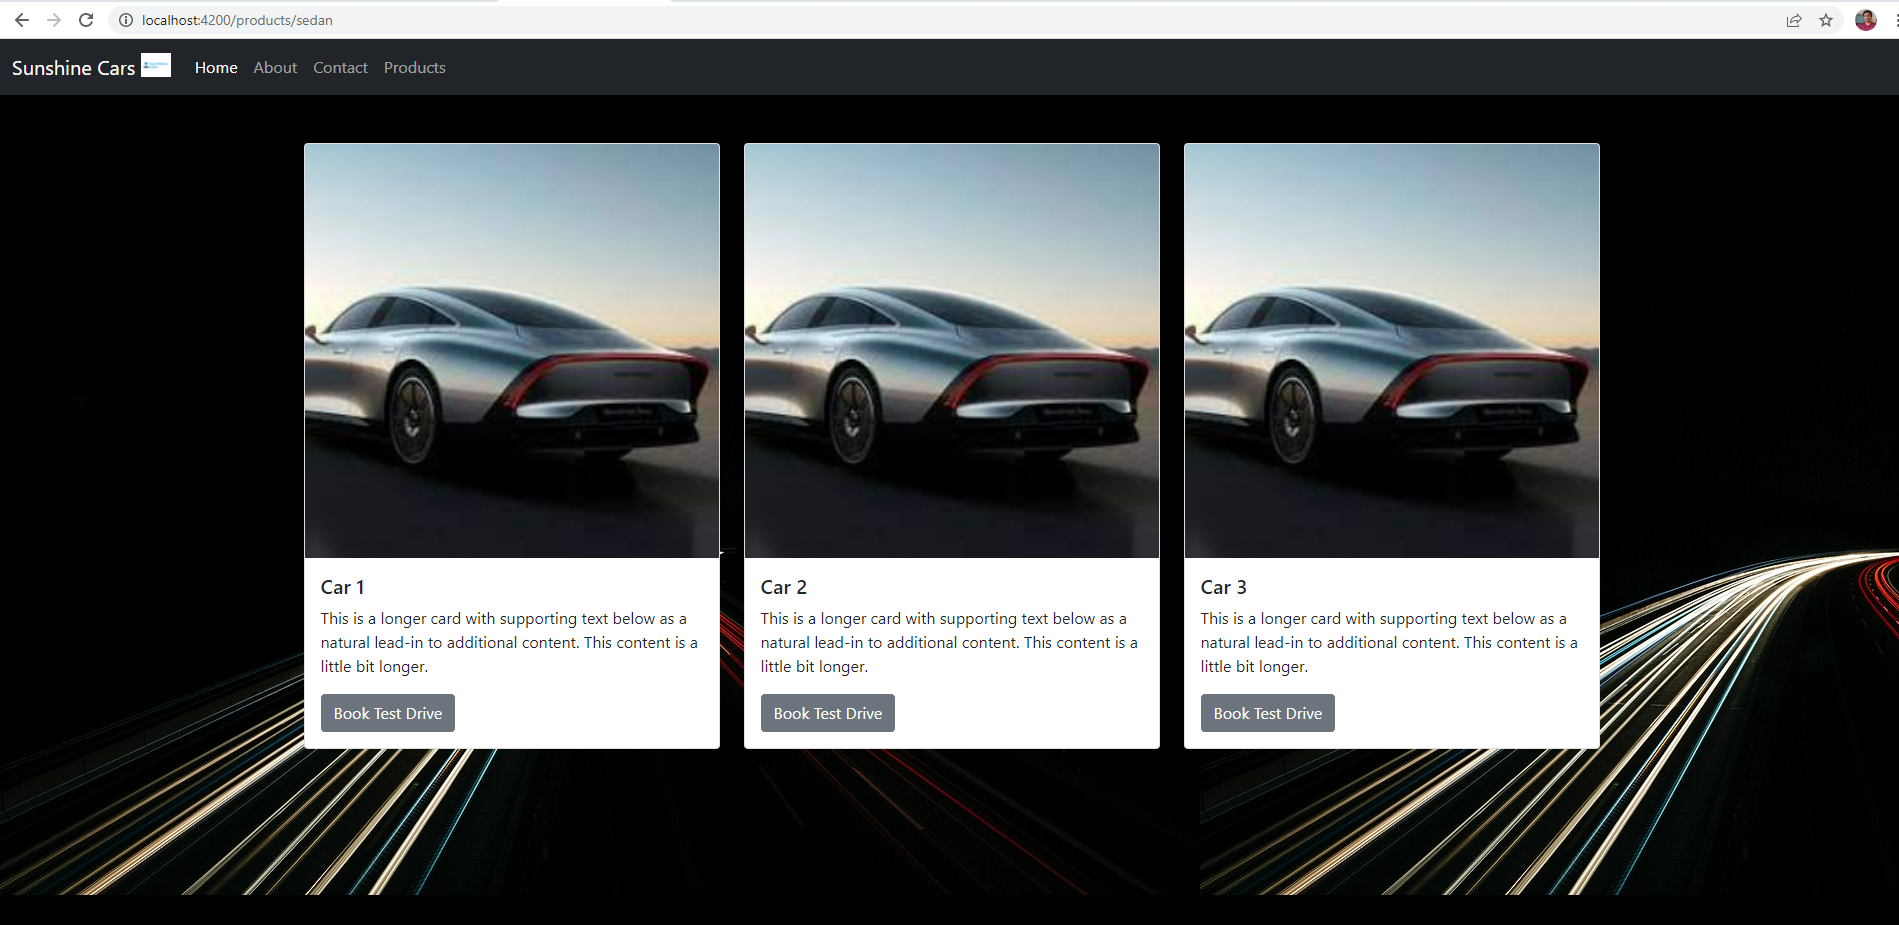 localhost:4200/products/sedan
Sunshine Cars Home About Contact Products
Car 1
This is a longer card with supporting text below as a
natural lead-in to additional content. This content is a
little bit longer.
Book Test Drive
Car 2
This is a longer card with supporting text below as a
natural lead-in to additional content. This content is a
little bit longer.
Book Test Drive
Car 3
This is a longer card with supporting text below as a
natural lead-in to additional content. This content is a
little bit longer.
Book Test Drive